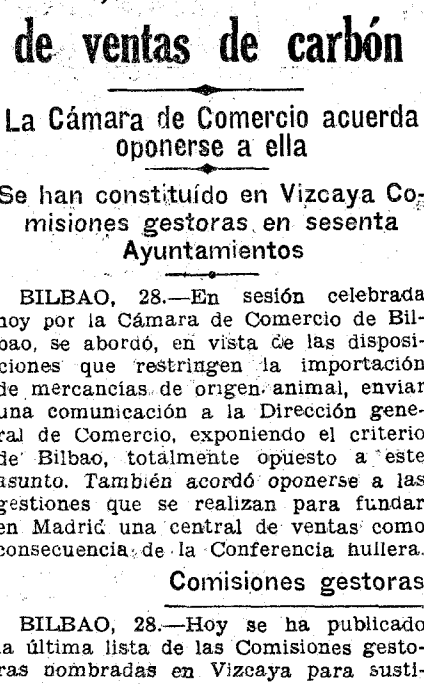 de ventas de carbón
La Cámara de Comercio acuerda
oponerse a ella
Se han constituído en Vizcaya Co-
misiones gestoras en sesenta
Ayuntamientos
BILBAO, 28.—En sesión celebrada
hoy por la Cámara de Comercio de Bil-
bao, se abordó, en vista de las disposi-
ciones que restringen la importación
de mercancías de origen animal, enviar
una comunicación a la Dirección gene-
ral de Comercio, exponiendo el criterio
de Bilbao, totalmente opuesto a este
asunto. También acordó oponerse a las
gestiones que se realizan para fundar
en Madrid una central de ventas como
consecuencia de la Conferencia hullera.
Comisiones gestoras
BILBAO, 28.—Hoy se ha publicado
la última lista de las Comisiones gesto-
ras nombradas en Vizcaya para susti-